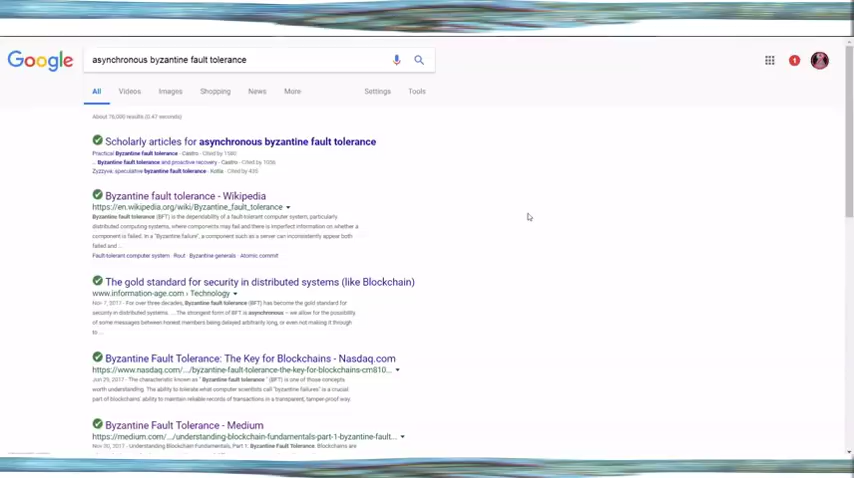 Google
asynchronous byzantine fault tolerance
All Videos Images Shopping News More Settings Tools
About 76,000 results (0.47 seconds)
Scholarly articles for asynchronous byzantine fault tolerance
Practical Byzantine fault tolerance - Castro - Cited by 1580
... Byzantine fault tolerance and proactive recovery - Castro - Cited by 1036
Zyzzyva: speculative byzantine fault tolerance - Kotla - Cited by 435
Byzantine fault tolerance - Wikipedia
https://en.wikipedia.org/wiki/Byzantine_fault_tolerance
Byzantine fault tolerance (BFT) is the dependability of a fault-tolerant computer system, particularly
distributed computing systems, where components may fail and there is imperfect information on whether a
component is failed. In a "Byzantine failure", a component such as a server can inconsistently appear both
failed and ...
Fault tolerant computer system · Rout · Byzantine generals · Atomic commit
The gold standard for security in distributed systems (like Blockchain)
www.information-age.com › Technology
Nov 7, 2017 - For over three decades, Byzantine fault tolerance (BFT) has become the gold standard for
security in distributed systems. ... The strongest form of BFT is asynchronous – we allow for the possibility
of some messages between honest members being delayed arbitrarily long, or even not making it through
to ...
Byzantine Fault Tolerance: The Key for Blockchains - Nasdaq.com
https://www.nasdaq.com/.../byzantine-fault-tolerance-the-key-for-blockchains-cm810...
Jun 29, 2017 - The characteristic known as "Byzantine fault tolerance" (BFT) is one of those concepts
worth understanding. The ability to tolerate what computer scientists call "byzantine failures" is a crucial
part of blockchains' ability to maintain reliable records of transactions in a transparent, tamper-proof way.
Byzantine Fault Tolerance - Medium
https://medium.com/.../understanding-blockchain-fundamentals-part-1-byzantine-fault...
Nov 30, 2017 - Understanding Blockchain Fundamentals, Part 1: Byzantine Fault Tolerance. Blockchains are